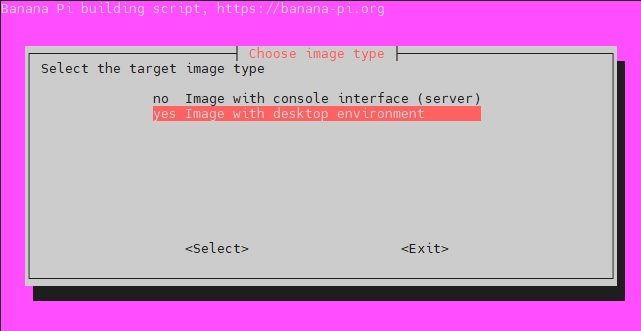 Banana Pi building script, https://banana-pi.org
Choose image type
Select the target image type
no Image with console interface (server)
yes Image with desktop environment
<Select> <Exit>